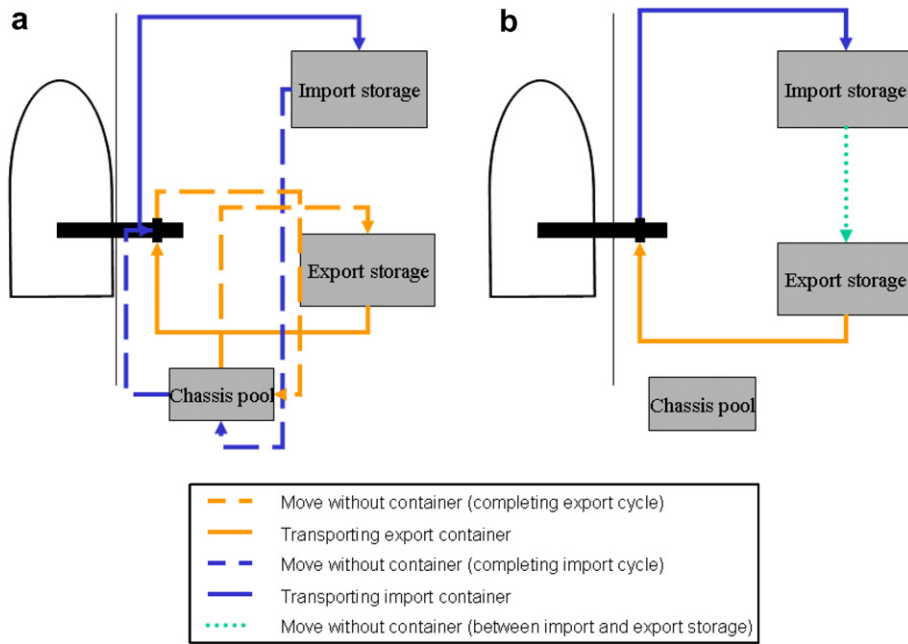 a
b
Import storage
Import storage
Export storage
Export storage
Chassis pool
Chassis pool
Move without container (completing export cycle)
Transporting export container
Move without container (completing import cycle)
Transporting import container
Move without container (between import and export storage)